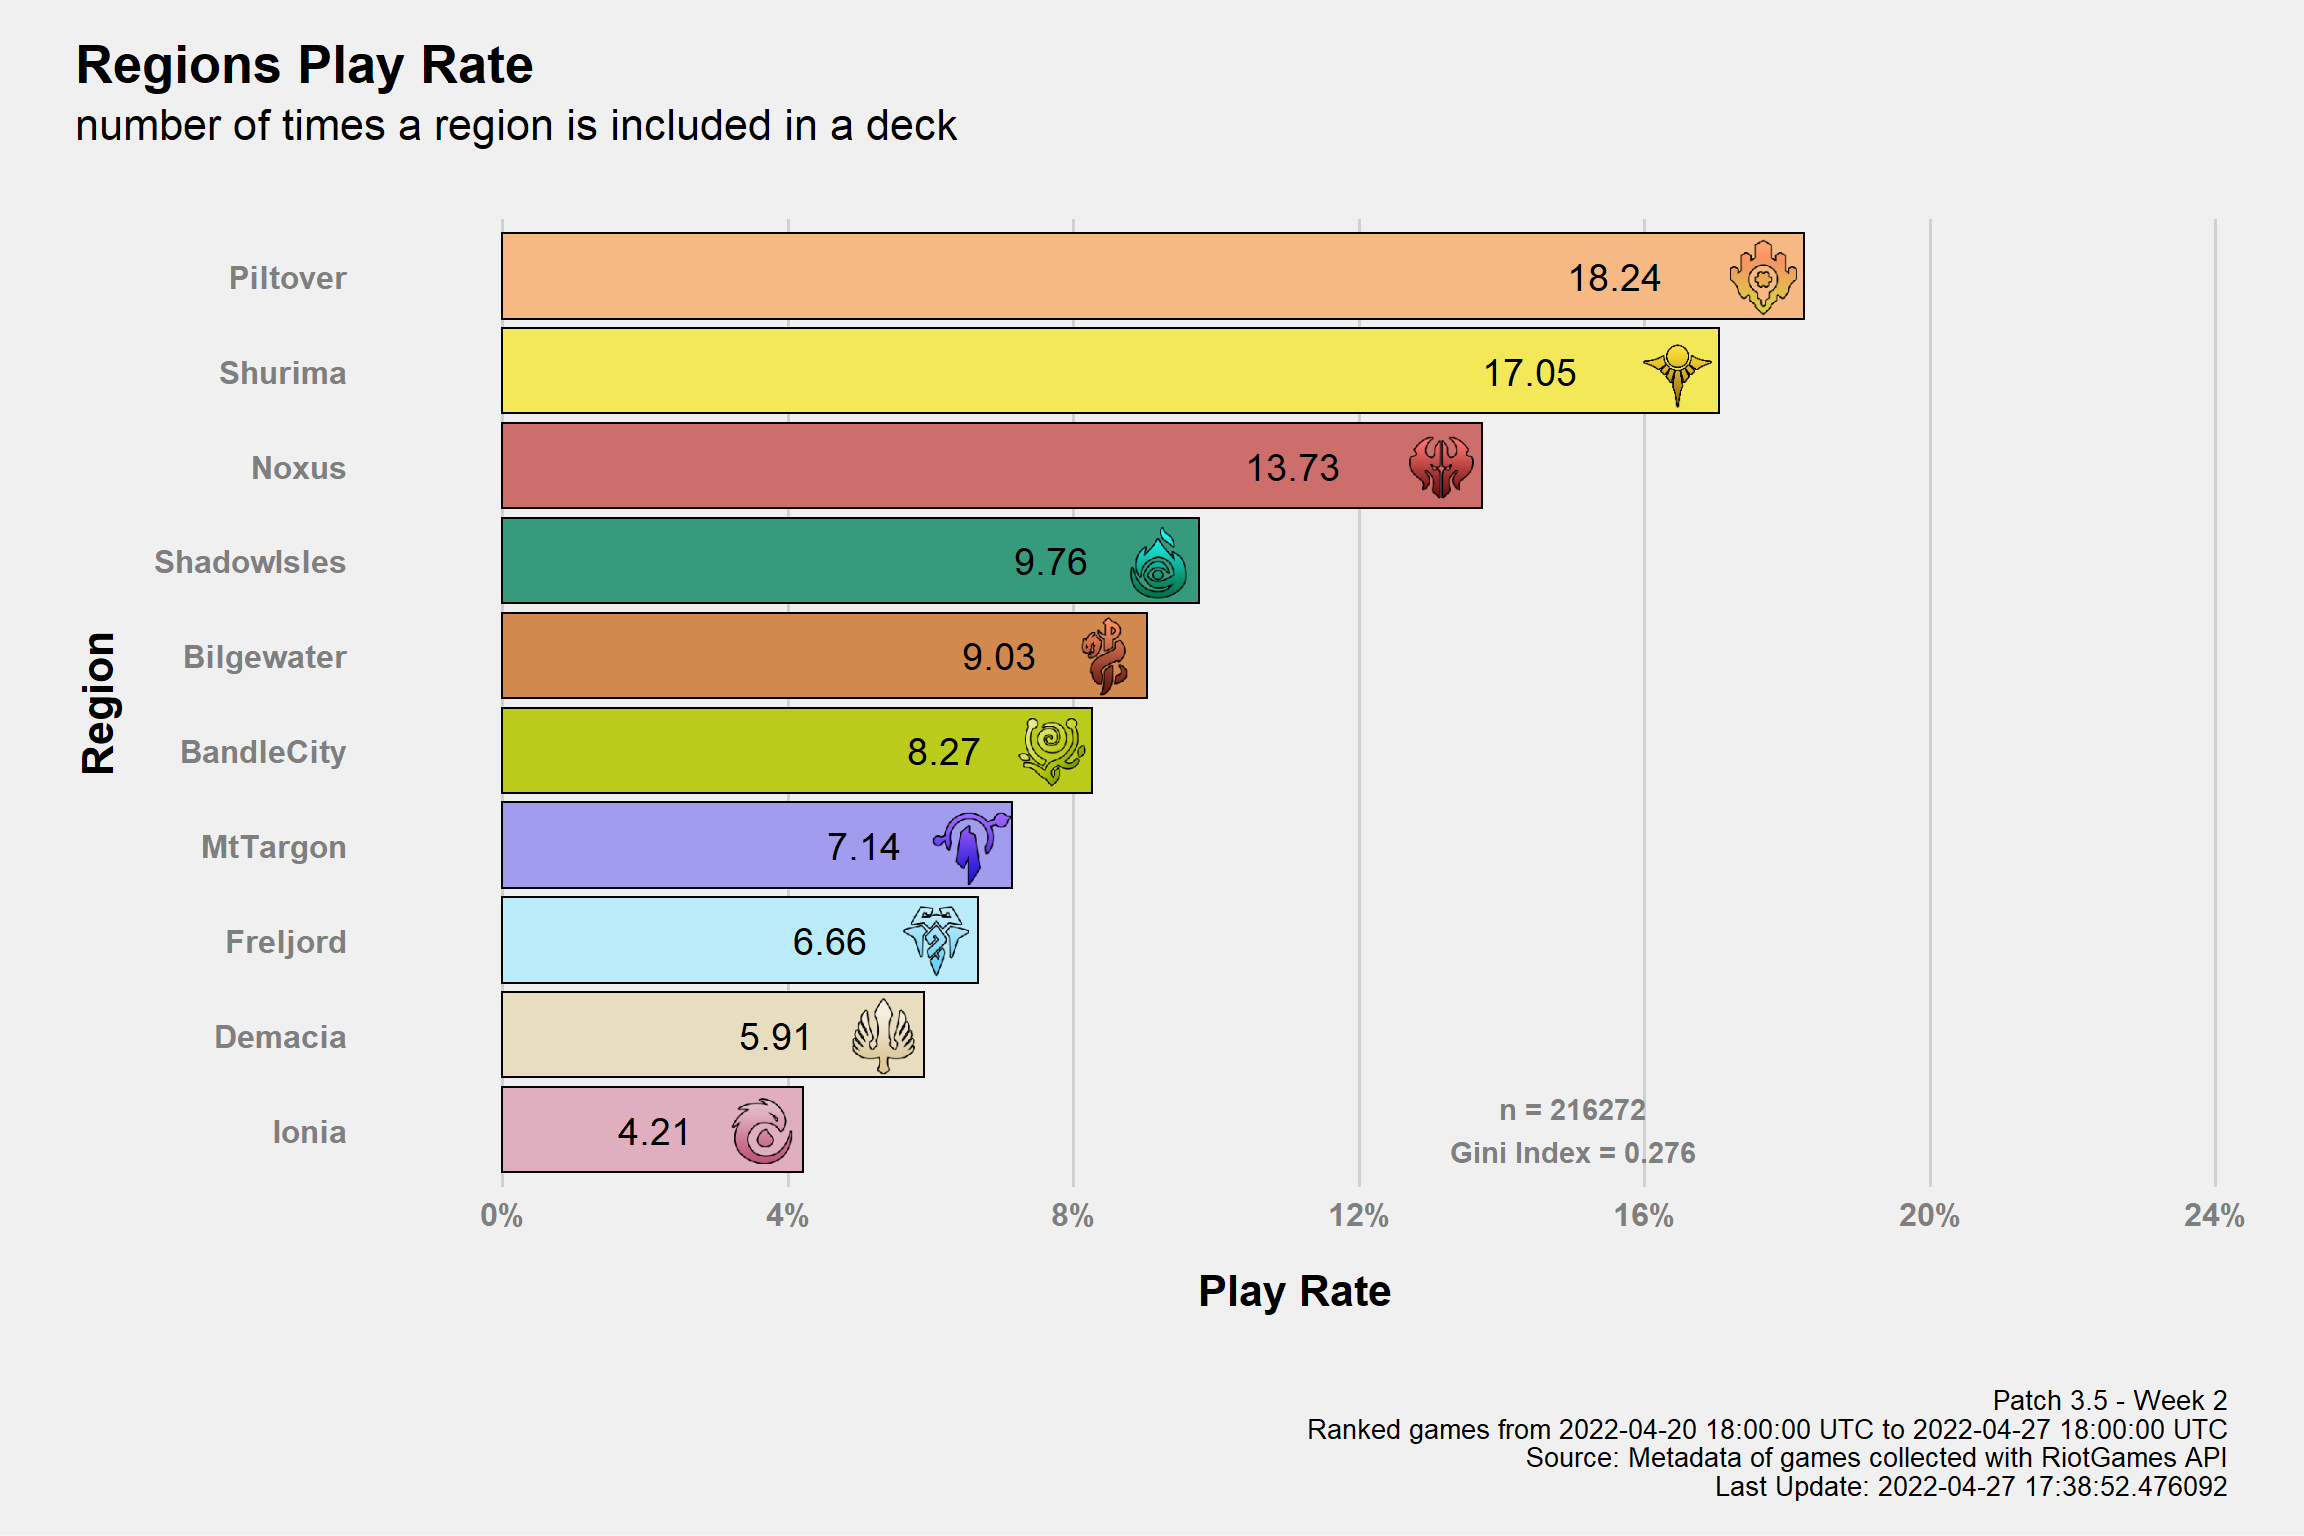 Regions Play Rate
number of times a region is included in a deck
Region
Piltover 18.24
Shurima 17.05
Noxus 13.73
ShadowIsles 9.76
Bilgewater 9.03
BandleCity 8.27
MtTargon 7.14
Freljord 6.66
Demacia 5.91
Ionia 4.21
n = 216272
Gini Index = 0.276
0% 4% 8% 12% 16% 20% 24%
Play Rate
Patch 3.5 - Week 2
Ranked games from 2022-04-20 18:00:00 UTC to 2022-04-27 18:00:00 UTC
Source: Metadata of games collected with RiotGames API
Last Update: 2022-04-27 17:38:52.476092